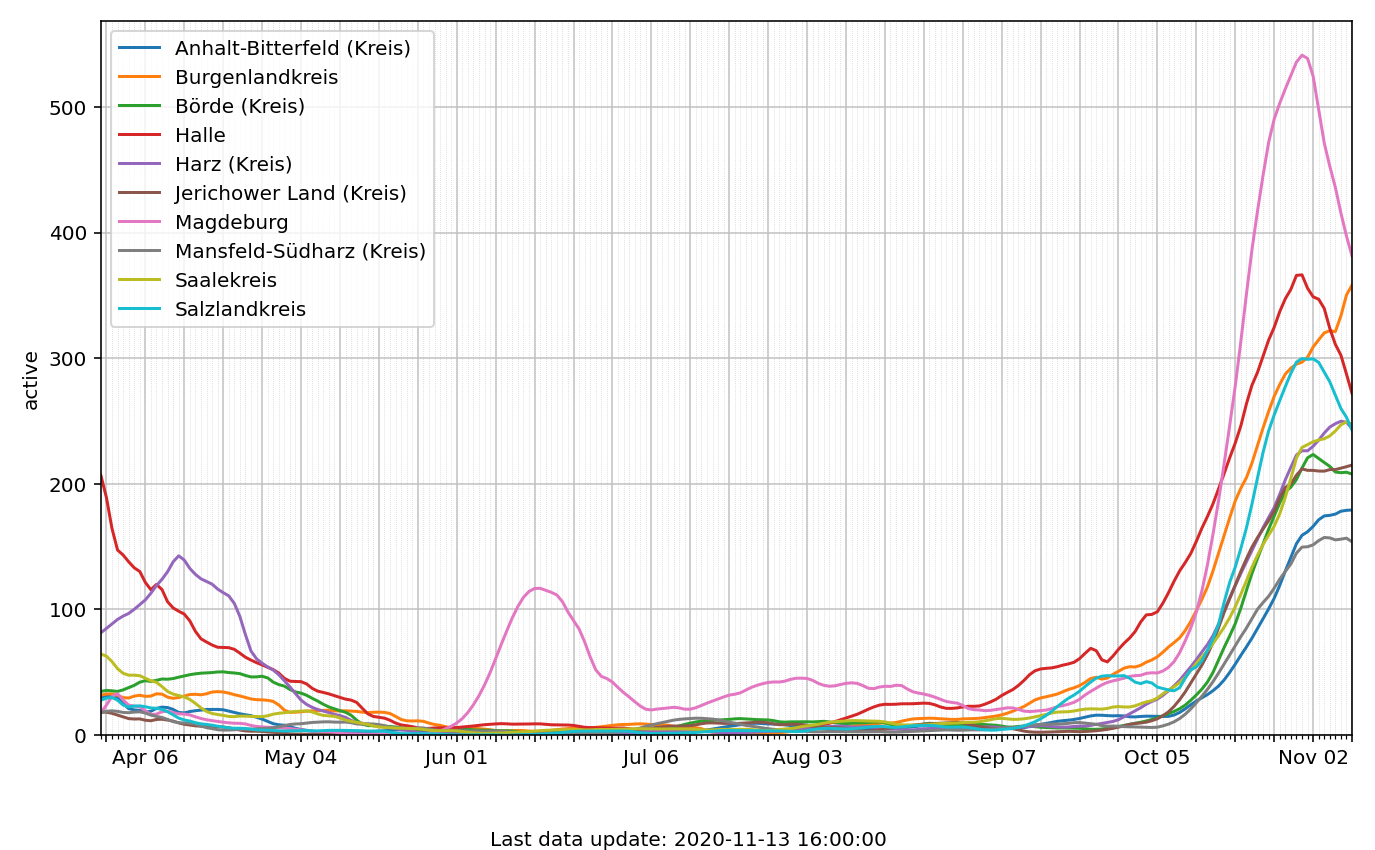 Anhalt-Bitterfeld (Kreis)
Burgenlandkreis
Börde (Kreis)
Halle
Harz (Kreis)
Jerichower Land (Kreis)
Magdeburg
Mansfeld-Südharz (Kreis)
Saalekreis
Salzlandkreis
500
400
300
200
100
0
active
Apr 06 May 04 Jun 01 Jul 06 Aug 03 Sep 07 Oct 05 Nov 02
Last data update: 2020-11-13 16:00:00